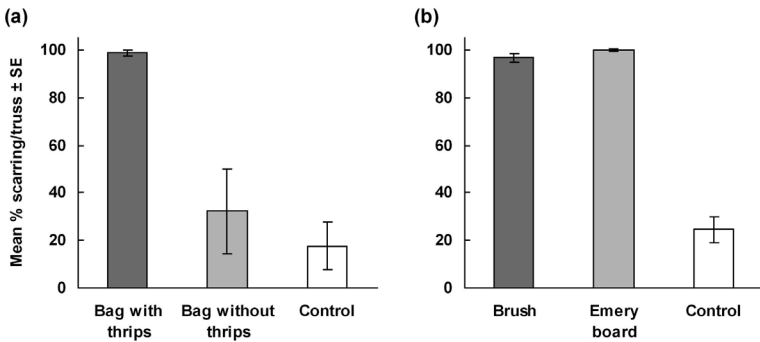 (a)
Mean % scarring/truss ± SE
100
80
60
40
20
0
Bag with
thrips
Bag without
thrips
Control
(b)
100
80
60
40
20
0
Brush
Emery
board
Control